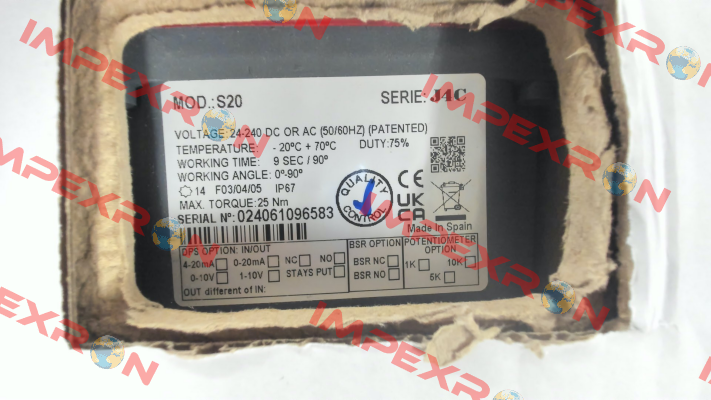 MOD.:S20 SERIE: J4C
VOLTAGE: 24-240 DC OR AC (50/60HZ) (PATENTED)
TEMPERATURE: - 20ºC + 70ºC DUTY:75%
WORKING TIME: 9 SEC / 90º
WORKING ANGLE: 0º-90º
14 F03/04/05 IP67
MAX. TORQUE:25 Nm
SERIAL Nº:024061096583
QUALITY CONTROL
CE
UK CA
Made in Spain
DPS OPTION: IN/OUT
4-20mA 0-20mA NC NO
0-10V 1-10V STAYS PUT
OUT different of IN:
BSR OPTION
BSR NC
BSR NO
POTENTIOMETER OPTION
1K 10K
5K
IMPEXRON
IMPEXRON
IMPEXRON
IMPEXRON
IMPEXRON
IMPEXRON